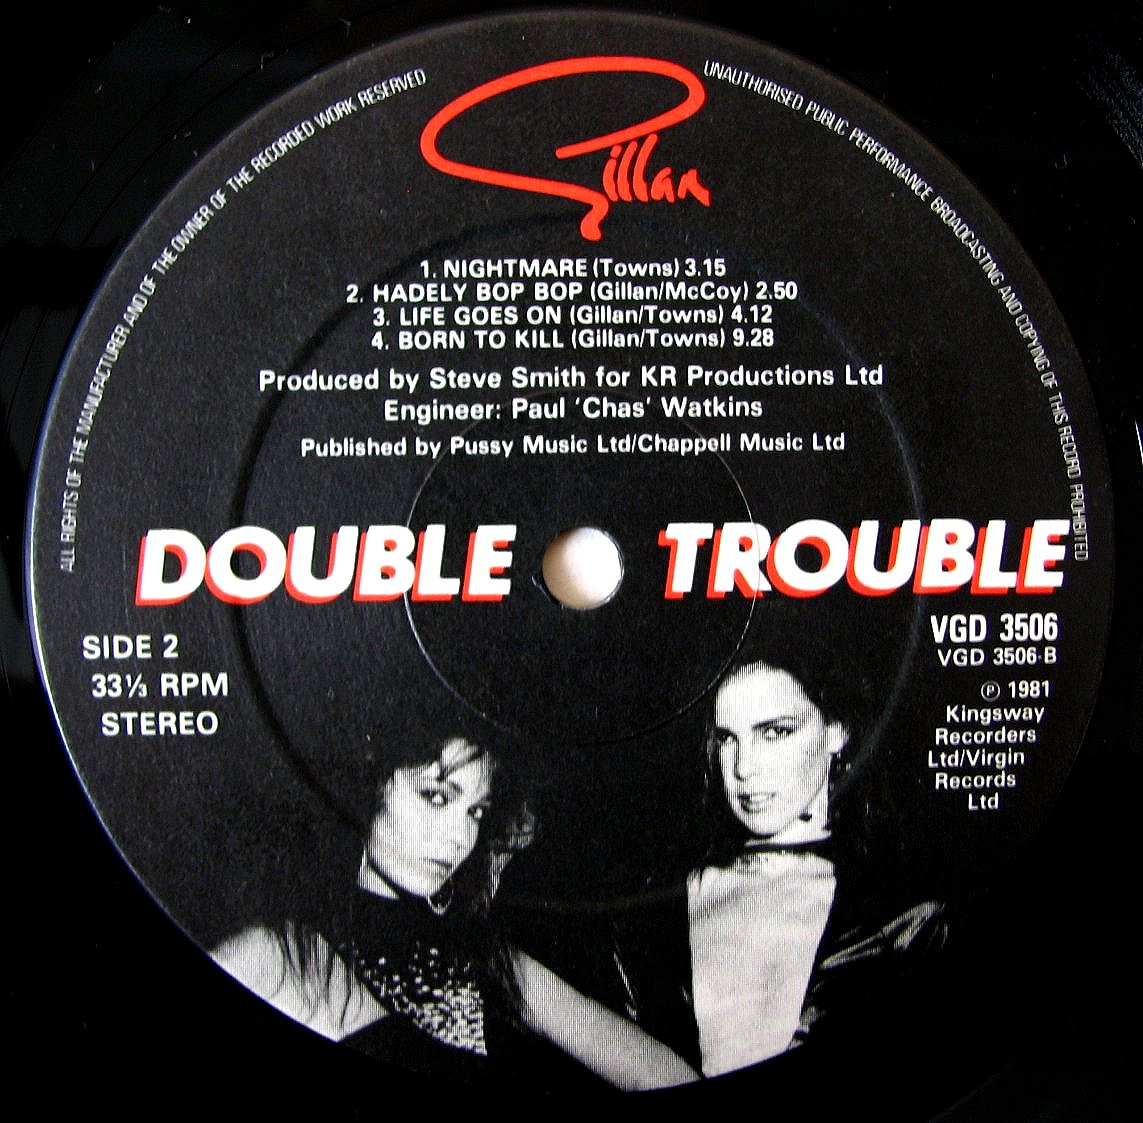 ALL RIGHTS OF THE MANUFACTURER AND OF THE OWNER OF THE RECORDED WORK RESERVED
UNAUTHORISED PUBLIC PERFORMANCE BROADCASTING AND COPYING OF THIS RECORD PROHIBITED
Gillan
1. NIGHTMARE (Towns) 3.15
2. HADELY BOP BOP (Gillan/McCoy) 2.50
3. LIFE GOES ON (Gillan/Towns) 4.12
4. BORN TO KILL (Gillan/Towns) 9.28
Produced by Steve Smith for KR Productions Ltd
Engineer: Paul 'Chas' Watkins
Published by Pussy Music Ltd/Chappell Music Ltd
DOUBLE TROUBLE
SIDE 2
33⅓ RPM
STEREO
VGD 3506
VGD 3506-B
℗ 1981
Kingsway
Recorders
Ltd/Virgin
Records
Ltd